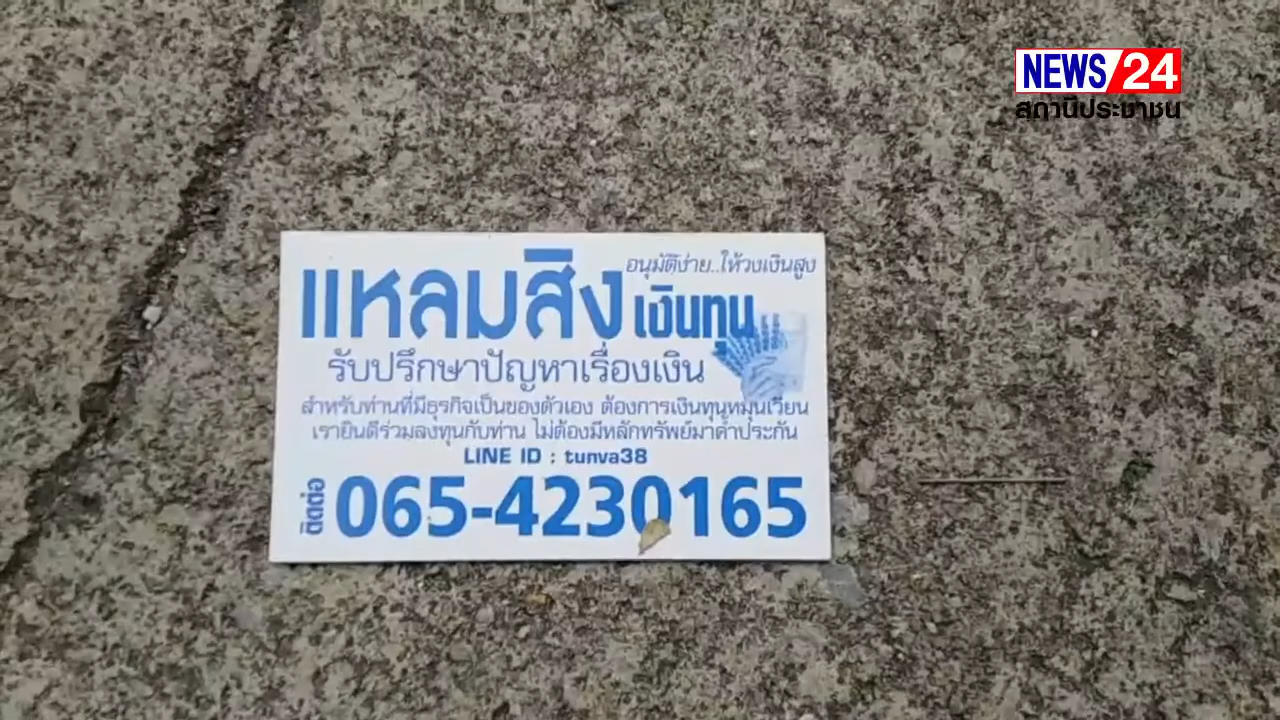 NEWS/24
สถานีประชาชน
อนุมัติง่าย..ให้วงเงินสูง
แหลมสิง เงินทุน
รับปรึกษาปัญหาเรื่องเงิน
สำหรับท่านที่มีธุรกิจเป็นของตัวเอง ต้องการเงินทุนหมุนเวียน
เรายินดีร่วมลงทุนกับท่าน ไม่ต้องมีหลักทรัพย์มาค้ำประกัน
LINE ID : tunva38
ติดต่อ 065-4230165